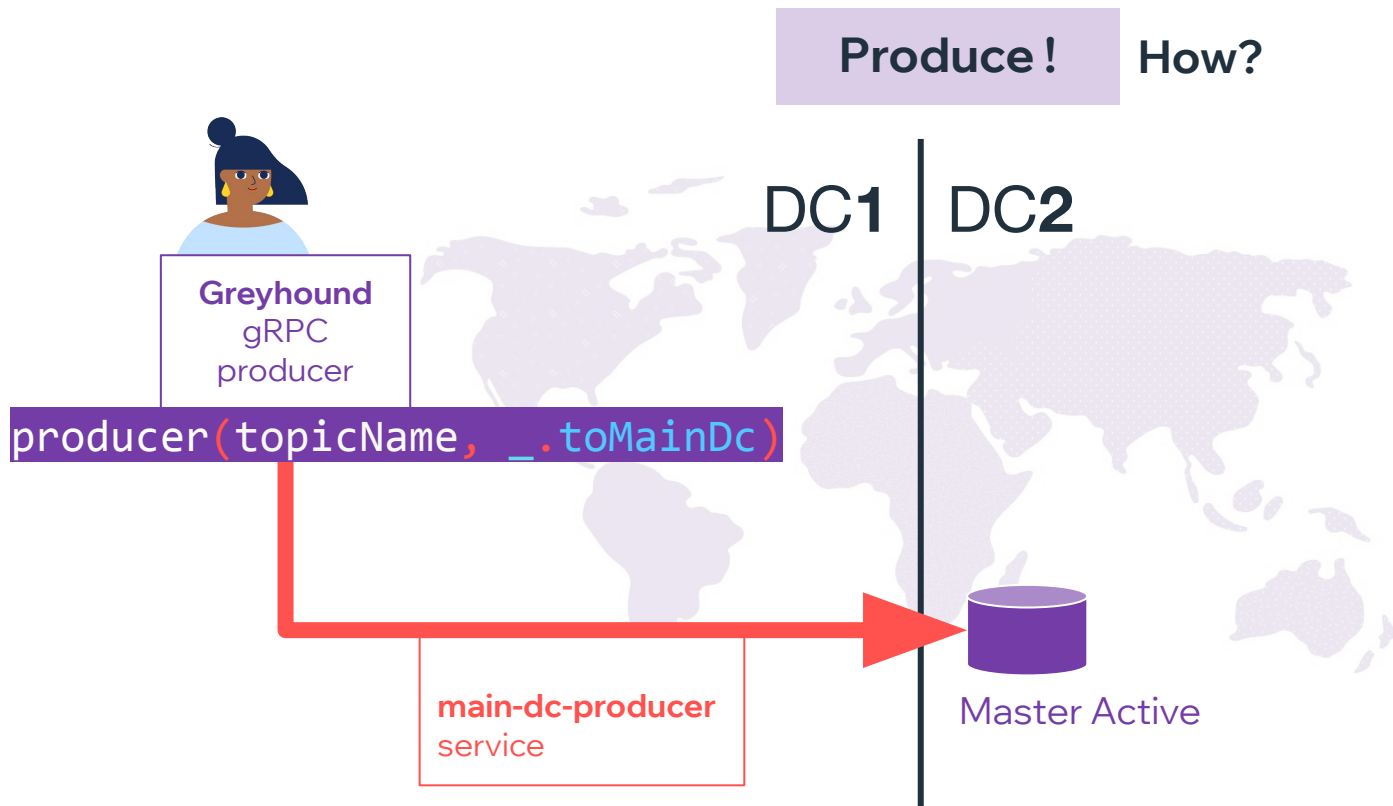 Produce! How?
DC1 DC2
Greyhound
gRPC
producer
producer(topicName, _.toMainDc)
main-dc-producer
service
Master Active